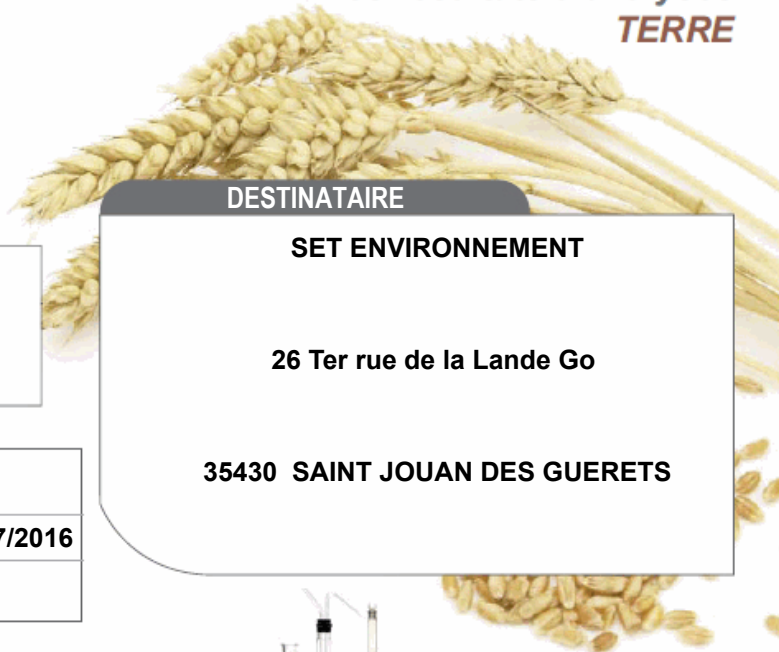 TERRE
DESTINATAIRE
SET ENVIRONNEMENT
26 Ter rue de la Lande Go
35430 SAINT JOUAN DES GUERETS
7/2016